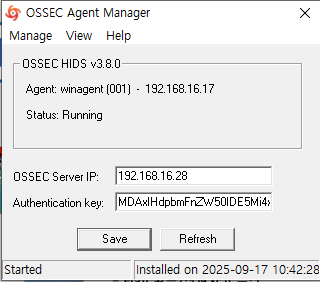 OSSEC Agent Manager
Manage View Help
OSSEC HIDS v3.8.0
Agent: winagent (001) - 192.168.16.17
Status: Running
OSSEC Server IP: 192.168.16.28
Authentication key: MDAxIHdpbmFnZW50IDE5Mi4x
Save Refresh
Started Installed on 2025-09-17 10:42:28